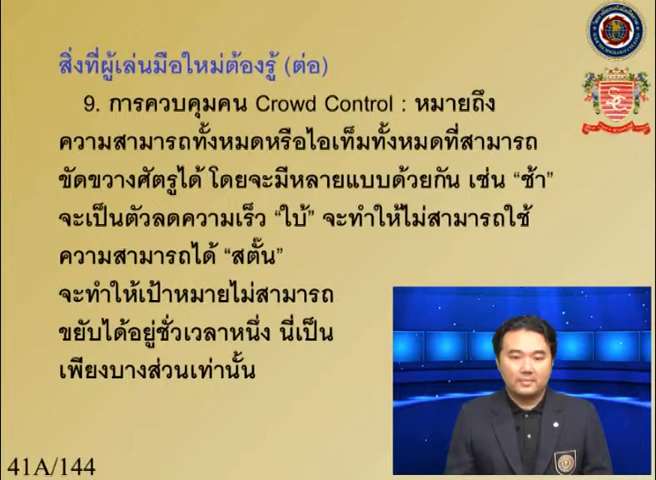 สิ่งที่ผู้เล่นมือใหม่ต้องรู้ (ต่อ)
9. การควบคุมคน Crowd Control : หมายถึง
ความสามารถทั้งหมดหรือไอเท็มทั้งหมดที่สามารถ
ขัดขวางศัตรูได้ โดยจะมีหลายแบบด้วยกัน เช่น “ช้า”
จะเป็นตัวลดความเร็ว “ใบ้” จะทำให้ไม่สามารถใช้
ความสามารถได้ “สตั๊น”
จะทำให้เป้าหมายไม่สามารถ
ขยับได้อยู่ชั่วเวลาหนึ่ง นี่เป็น
เพียงบางส่วนเท่านั้น
41A/144